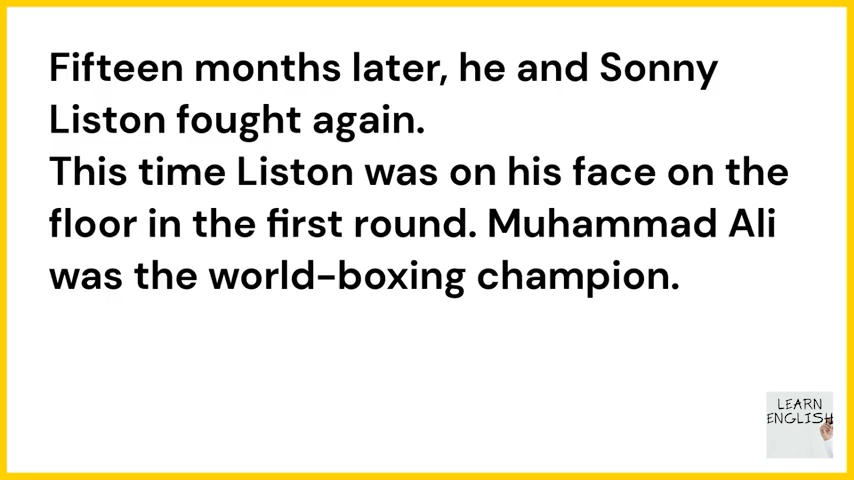 Fifteen months later, he and Sonny
Liston fought again.
This time Liston was on his face on the
floor in the first round. Muhammad Ali
was the world-boxing champion.
LEARN
ENGLISH